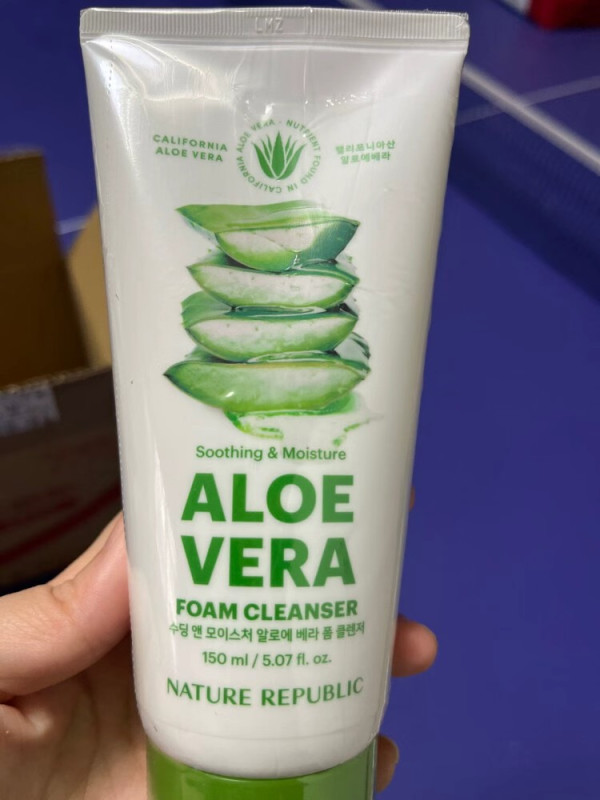 LMZ
CALIFORNIA
ALOE VERA
CALIFORNIA ALOE VERA · NUTRIENT FOUND IN
캘리포니아산
알로에베라
Soothing & Moisture
ALOE
VERA
FOAM CLEANSER
수딩 앤 모이스처 알로에 베라 폼 클렌저
150 ml / 5.07 fl. oz.
NATURE REPUBLIC